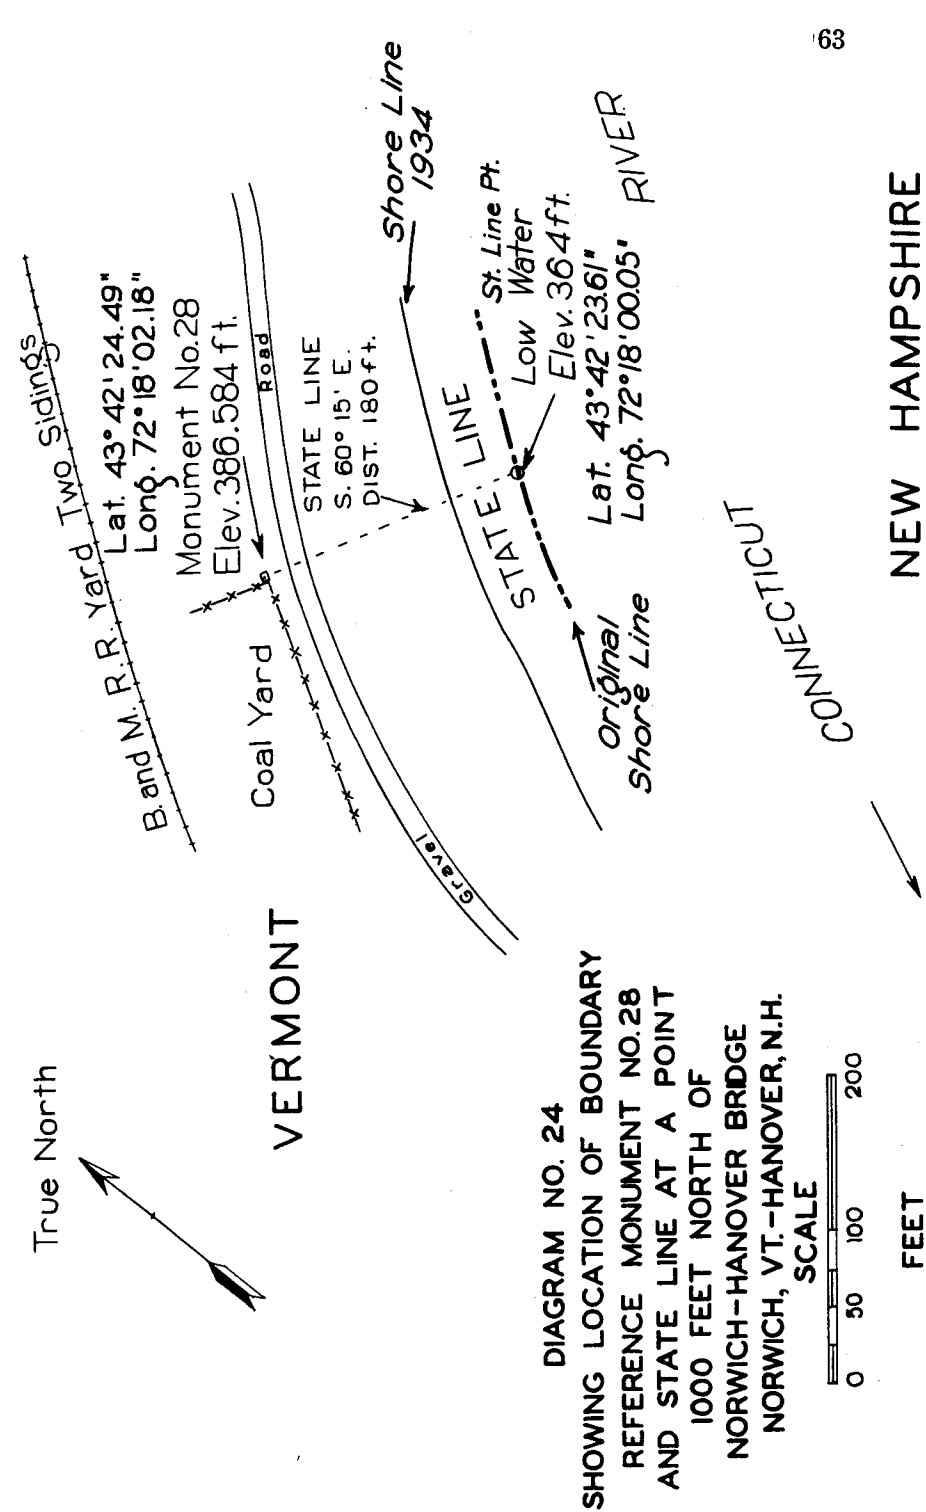 63
True North
B. and M. R.R. Yard Two Sidings
Lat. 43°42'24.49"
Long. 72°18'02.18"
Monument No.28
Elev. 386.584 ft.
Coal Yard
Road
Gravel
STATE LINE
S. 60° 15' E.
DIST. 180 ft.
Shore Line
1934
STATE LINE
St. Line Pt.
Low Water
Elev. 364 ft.
Lat. 43°42'23.61"
Long. 72°18'00.05"
Original
Shore Line
CONNECTICUT RIVER
VERMONT
NEW HAMPSHIRE
DIAGRAM NO. 24
SHOWING LOCATION OF BOUNDARY
REFERENCE MONUMENT NO. 28
AND STATE LINE AT A POINT
1000 FEET NORTH OF
NORWICH-HANOVER BRIDGE
NORWICH, VT.-HANOVER, N.H.
SCALE
0 50 100 200
FEET